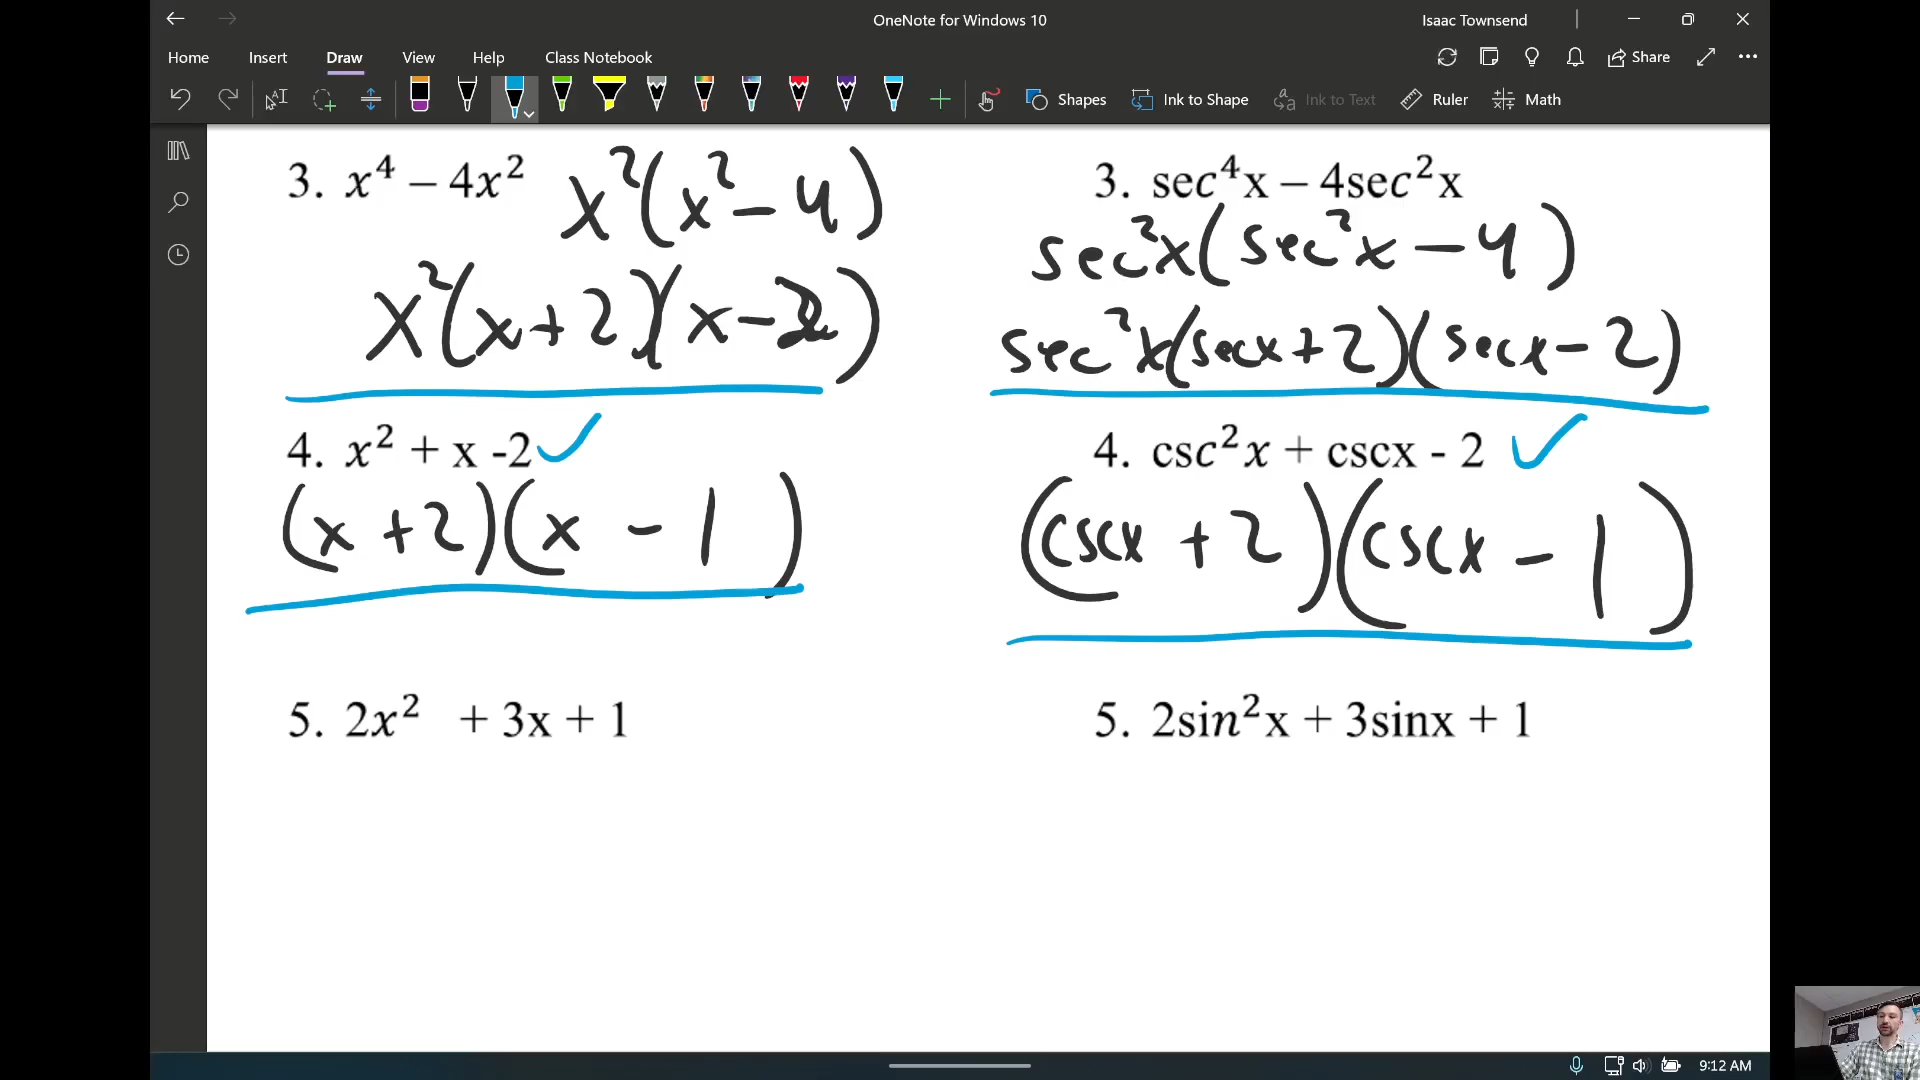 OneNote for Windows 10
Isaac Townsend
Home Insert Draw View Help Class Notebook
Share
Shapes Ink to Shape Ink to Text Ruler Math
3. x⁴ – 4x² x²(x²-4)
x²(x+2)(x-2)
4. x² + x -2 ✓
(x +2)(x - 1)
5. 2x² + 3x + 1
3. sec⁴x – 4sec²x
sec²x(sec²x - 4)
sec²x(secx+2)(secx-2)
4. csc²x + cscx - 2 ✓
(cscx +2)(cscx - 1)
5. 2sin²x + 3sinx + 1
9:12 AM